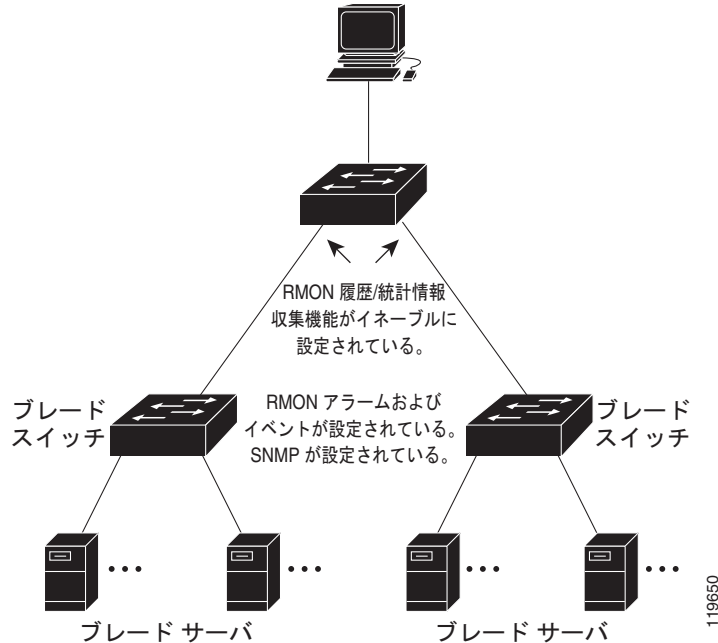 RMON 履歴/統計情報
収集機能がイネーブルに
設定されている。
ブレード
スイッチ
RMON アラームおよび
イベントが設定されている。
SNMP が設定されている。
ブレード
スイッチ
ブレード サーバ
ブレード サーバ
119650